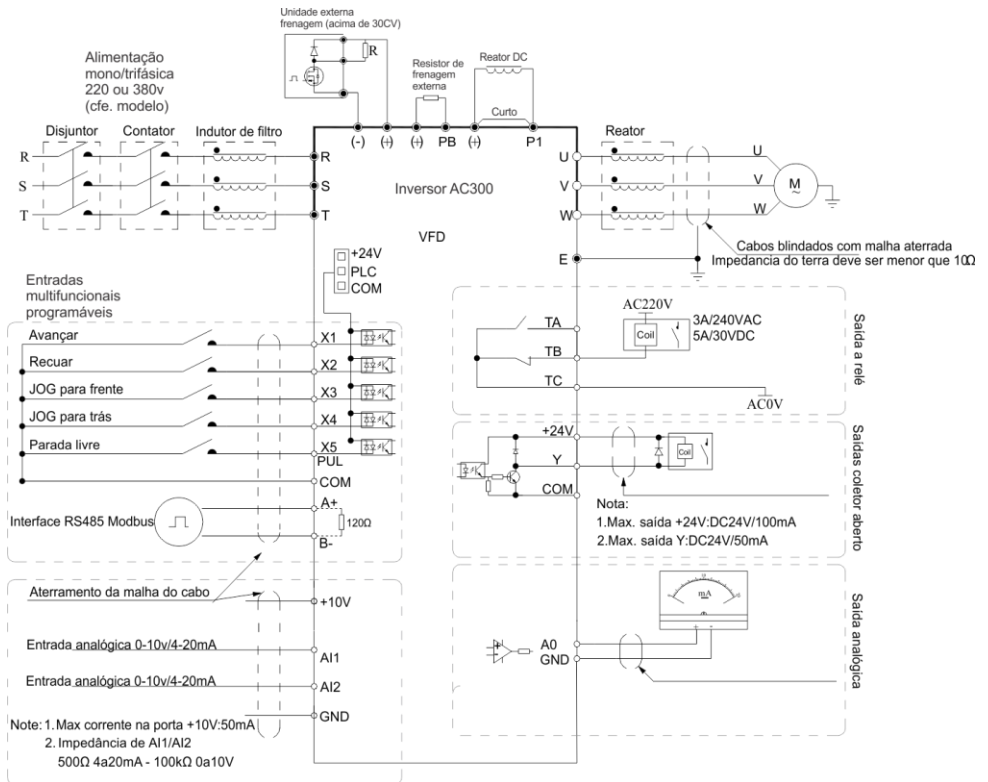 Unidade externa
frenagem (acima de 30CV)
R
Alimentação
mono/trifásica
220 ou 380v
(cfe. modelo)
Resistor de
frenagem
externa
Reator DC
Curto
Disjuntor
Contator
Indutor de filtro
(-)
(+)
(+)
PB
(+)
P1
Reator
R
S
T
R
S
T
Inversor AC300
VFD
U
V
W
U
V
W
M
~
E
Cabos blindados com malha aterrada
Impedancia do terra deve ser menor que 10Ω
+24V
PLC
COM
Entradas
multifuncionais
programáveis
Avançar
X1
Recuar
X2
JOG para frente
X3
JOG para trás
X4
Parada livre
X5
PUL
COM
Interface RS485 Modbus
A+
120Ω
B-
TA
TB
TC
AC220V
Coil
3A/240VAC
5A/30VDC
AC0V
Saída a relé
+24V
Y
COM
Coil
Nota:
1.Max. saída +24V:DC24V/100mA
2.Max. saída Y:DC24V/50mA
Saídas coletor aberto
Aterramento da malha do cabo
+10V
Entrada analógica 0-10v/4-20mA
AI1
Entrada analógica 0-10v/4-20mA
AI2
GND
Note: 1.Max corrente na porta +10V:50mA
2. Impedância de AI1/AI2
500Ω 4a20mA - 100kΩ 0a10V
mA
A0
GND
Saída analógica